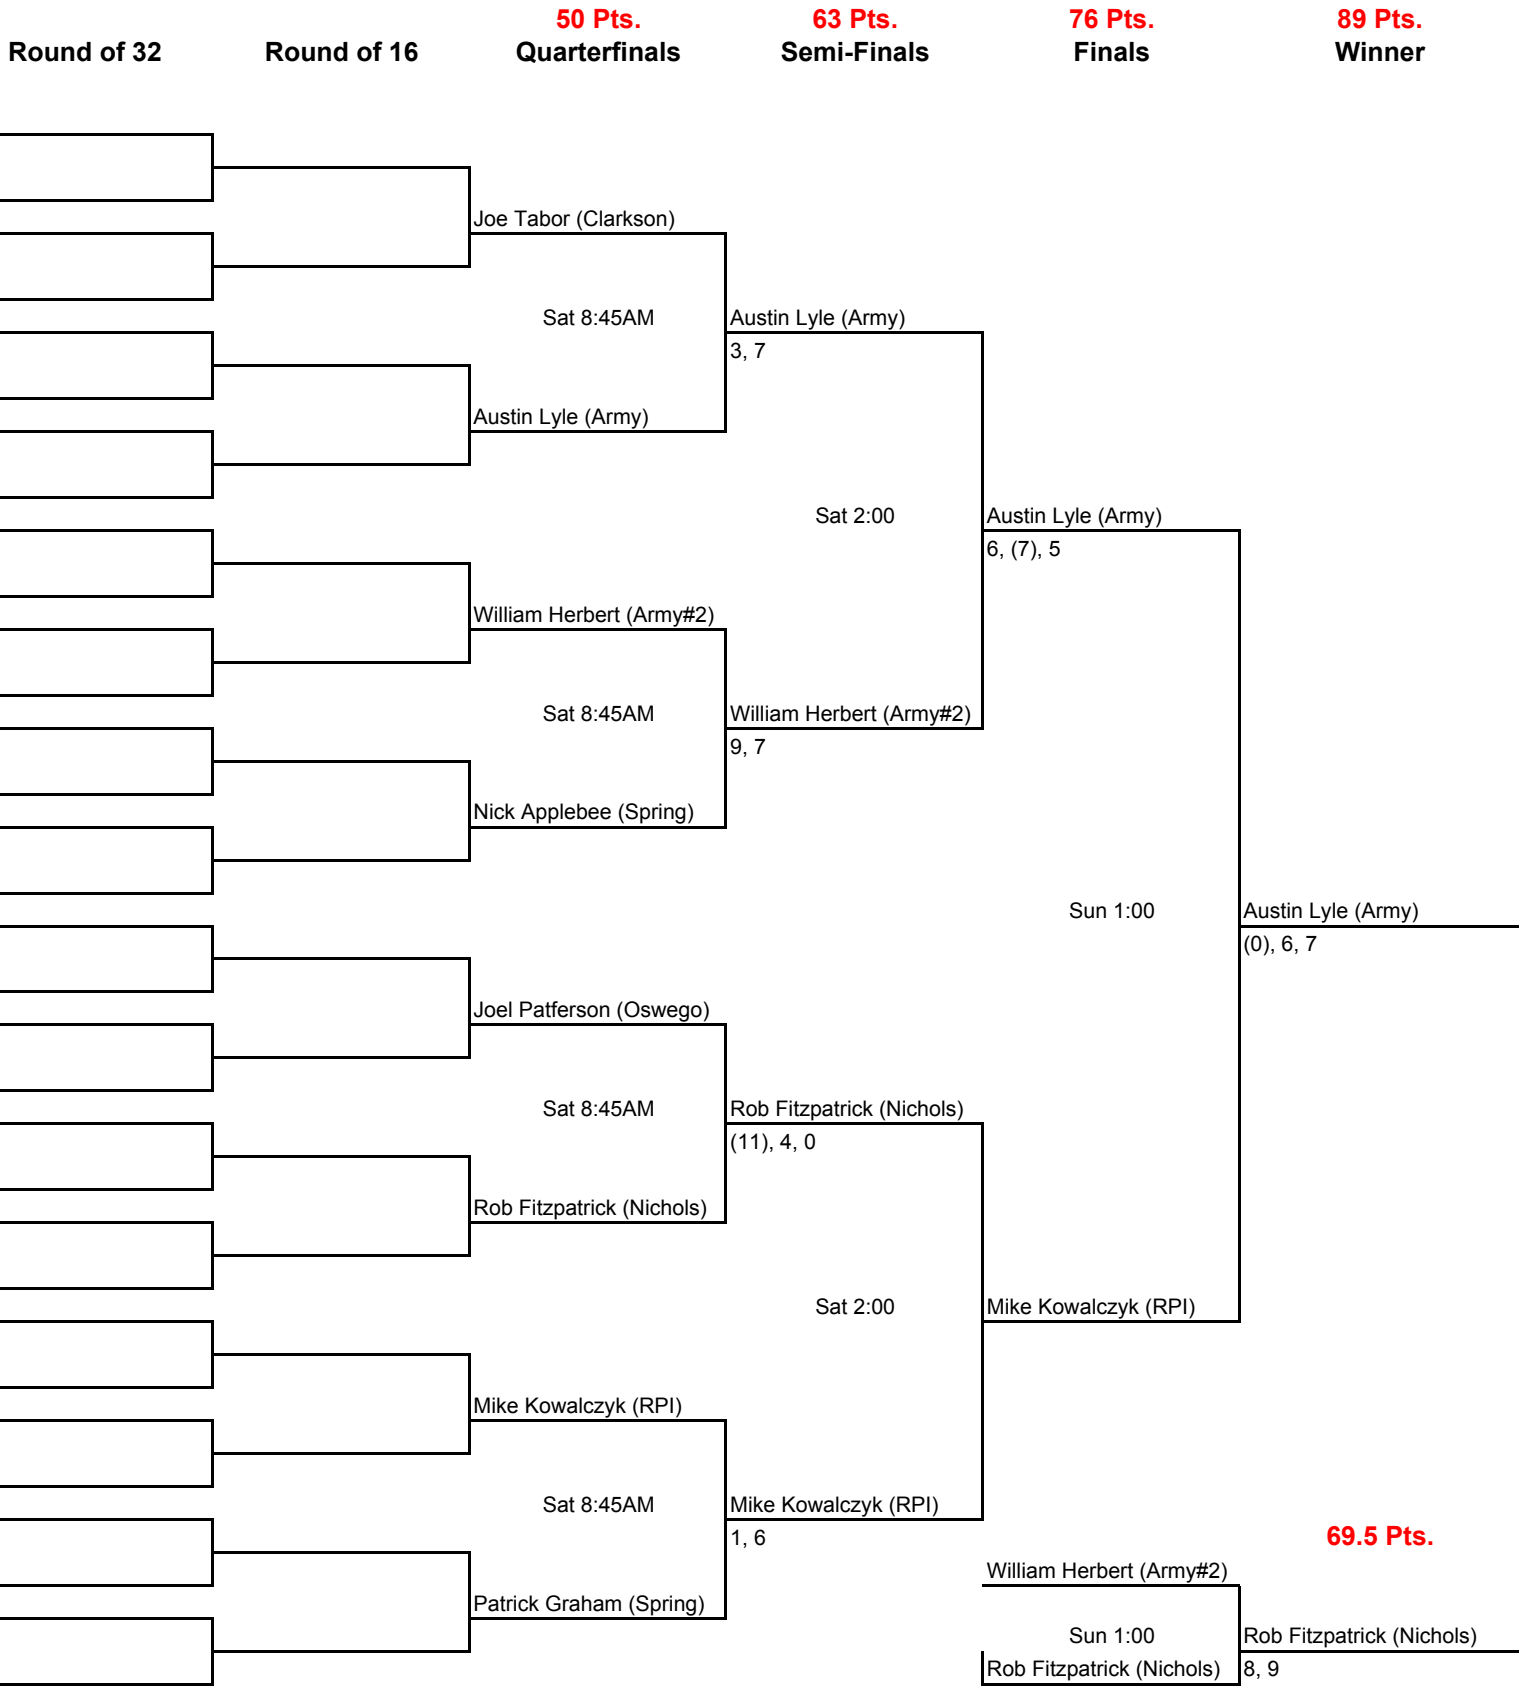 50 Pts. 63 Pts. 76 Pts. 89 Pts.
Round of 32 Round of 16 Quarterfinals Semi-Finals Finals Winner
Joe Tabor (Clarkson)
Sat 8:45AM Austin Lyle (Army)
3, 7
Austin Lyle (Army)
Sat 2:00 Austin Lyle (Army)
6, (7), 5
William Herbert (Army#2)
Sat 8:45AM William Herbert (Army#2)
9, 7
Nick Applebee (Spring)
Sun 1:00 Austin Lyle (Army)
(0), 6, 7
Joel Patferson (Oswego)
Sat 8:45AM Rob Fitzpatrick (Nichols)
(11), 4, 0
Rob Fitzpatrick (Nichols)
Sat 2:00 Mike Kowalczyk (RPI)
Mike Kowalczyk (RPI)
Sat 8:45AM Mike Kowalczyk (RPI)
1, 6 69.5 Pts.
William Herbert (Army#2)
Patrick Graham (Spring)
Sun 1:00 Rob Fitzpatrick (Nichols)
Rob Fitzpatrick (Nichols) 8, 9